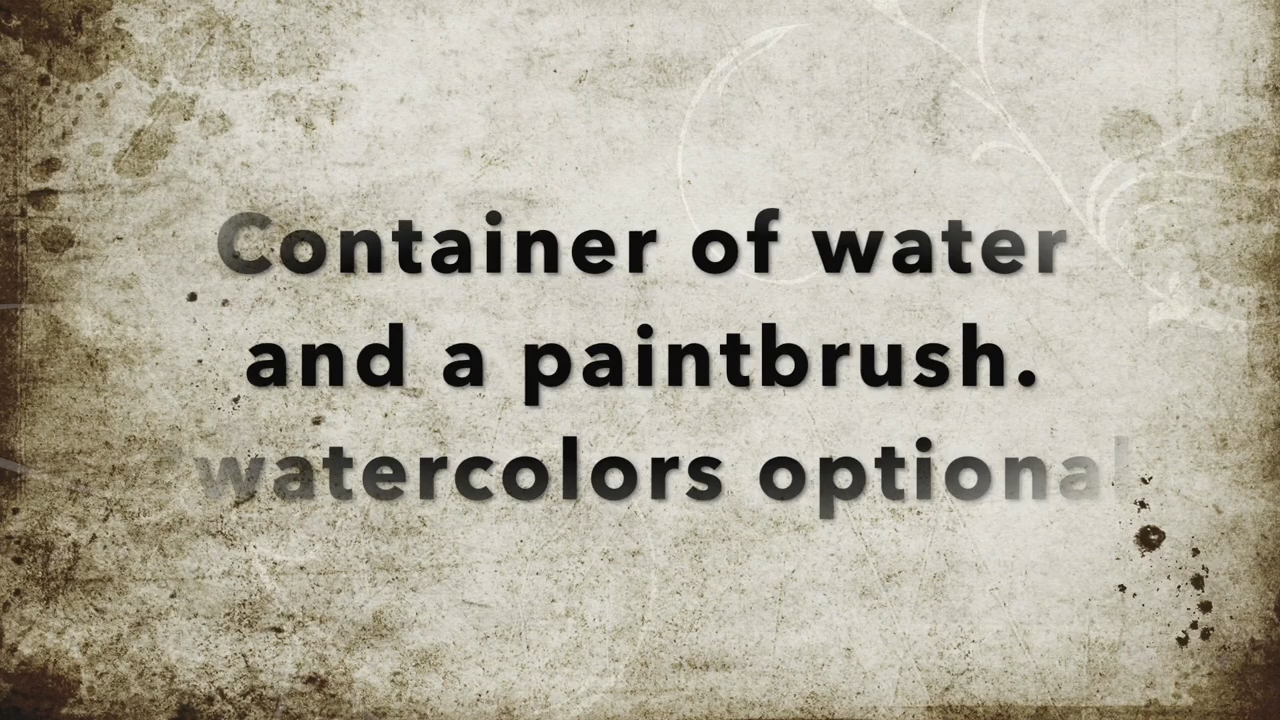 Container of water
and a paintbrush.
watercolors optional